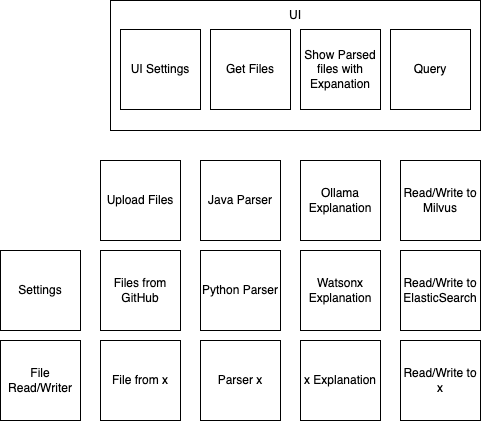 UI
UI Settings
Get Files
Show Parsed
files with
Expanation
Query
Upload Files
Java Parser
Ollama
Explanation
Read/Write to
Milvus
Settings
Files from
GitHub
Python Parser
Watsonx
Explanation
Read/Write to
ElasticSearch
File
Read/Writer
File from x
Parser x
x Explanation
Read/Write to
x